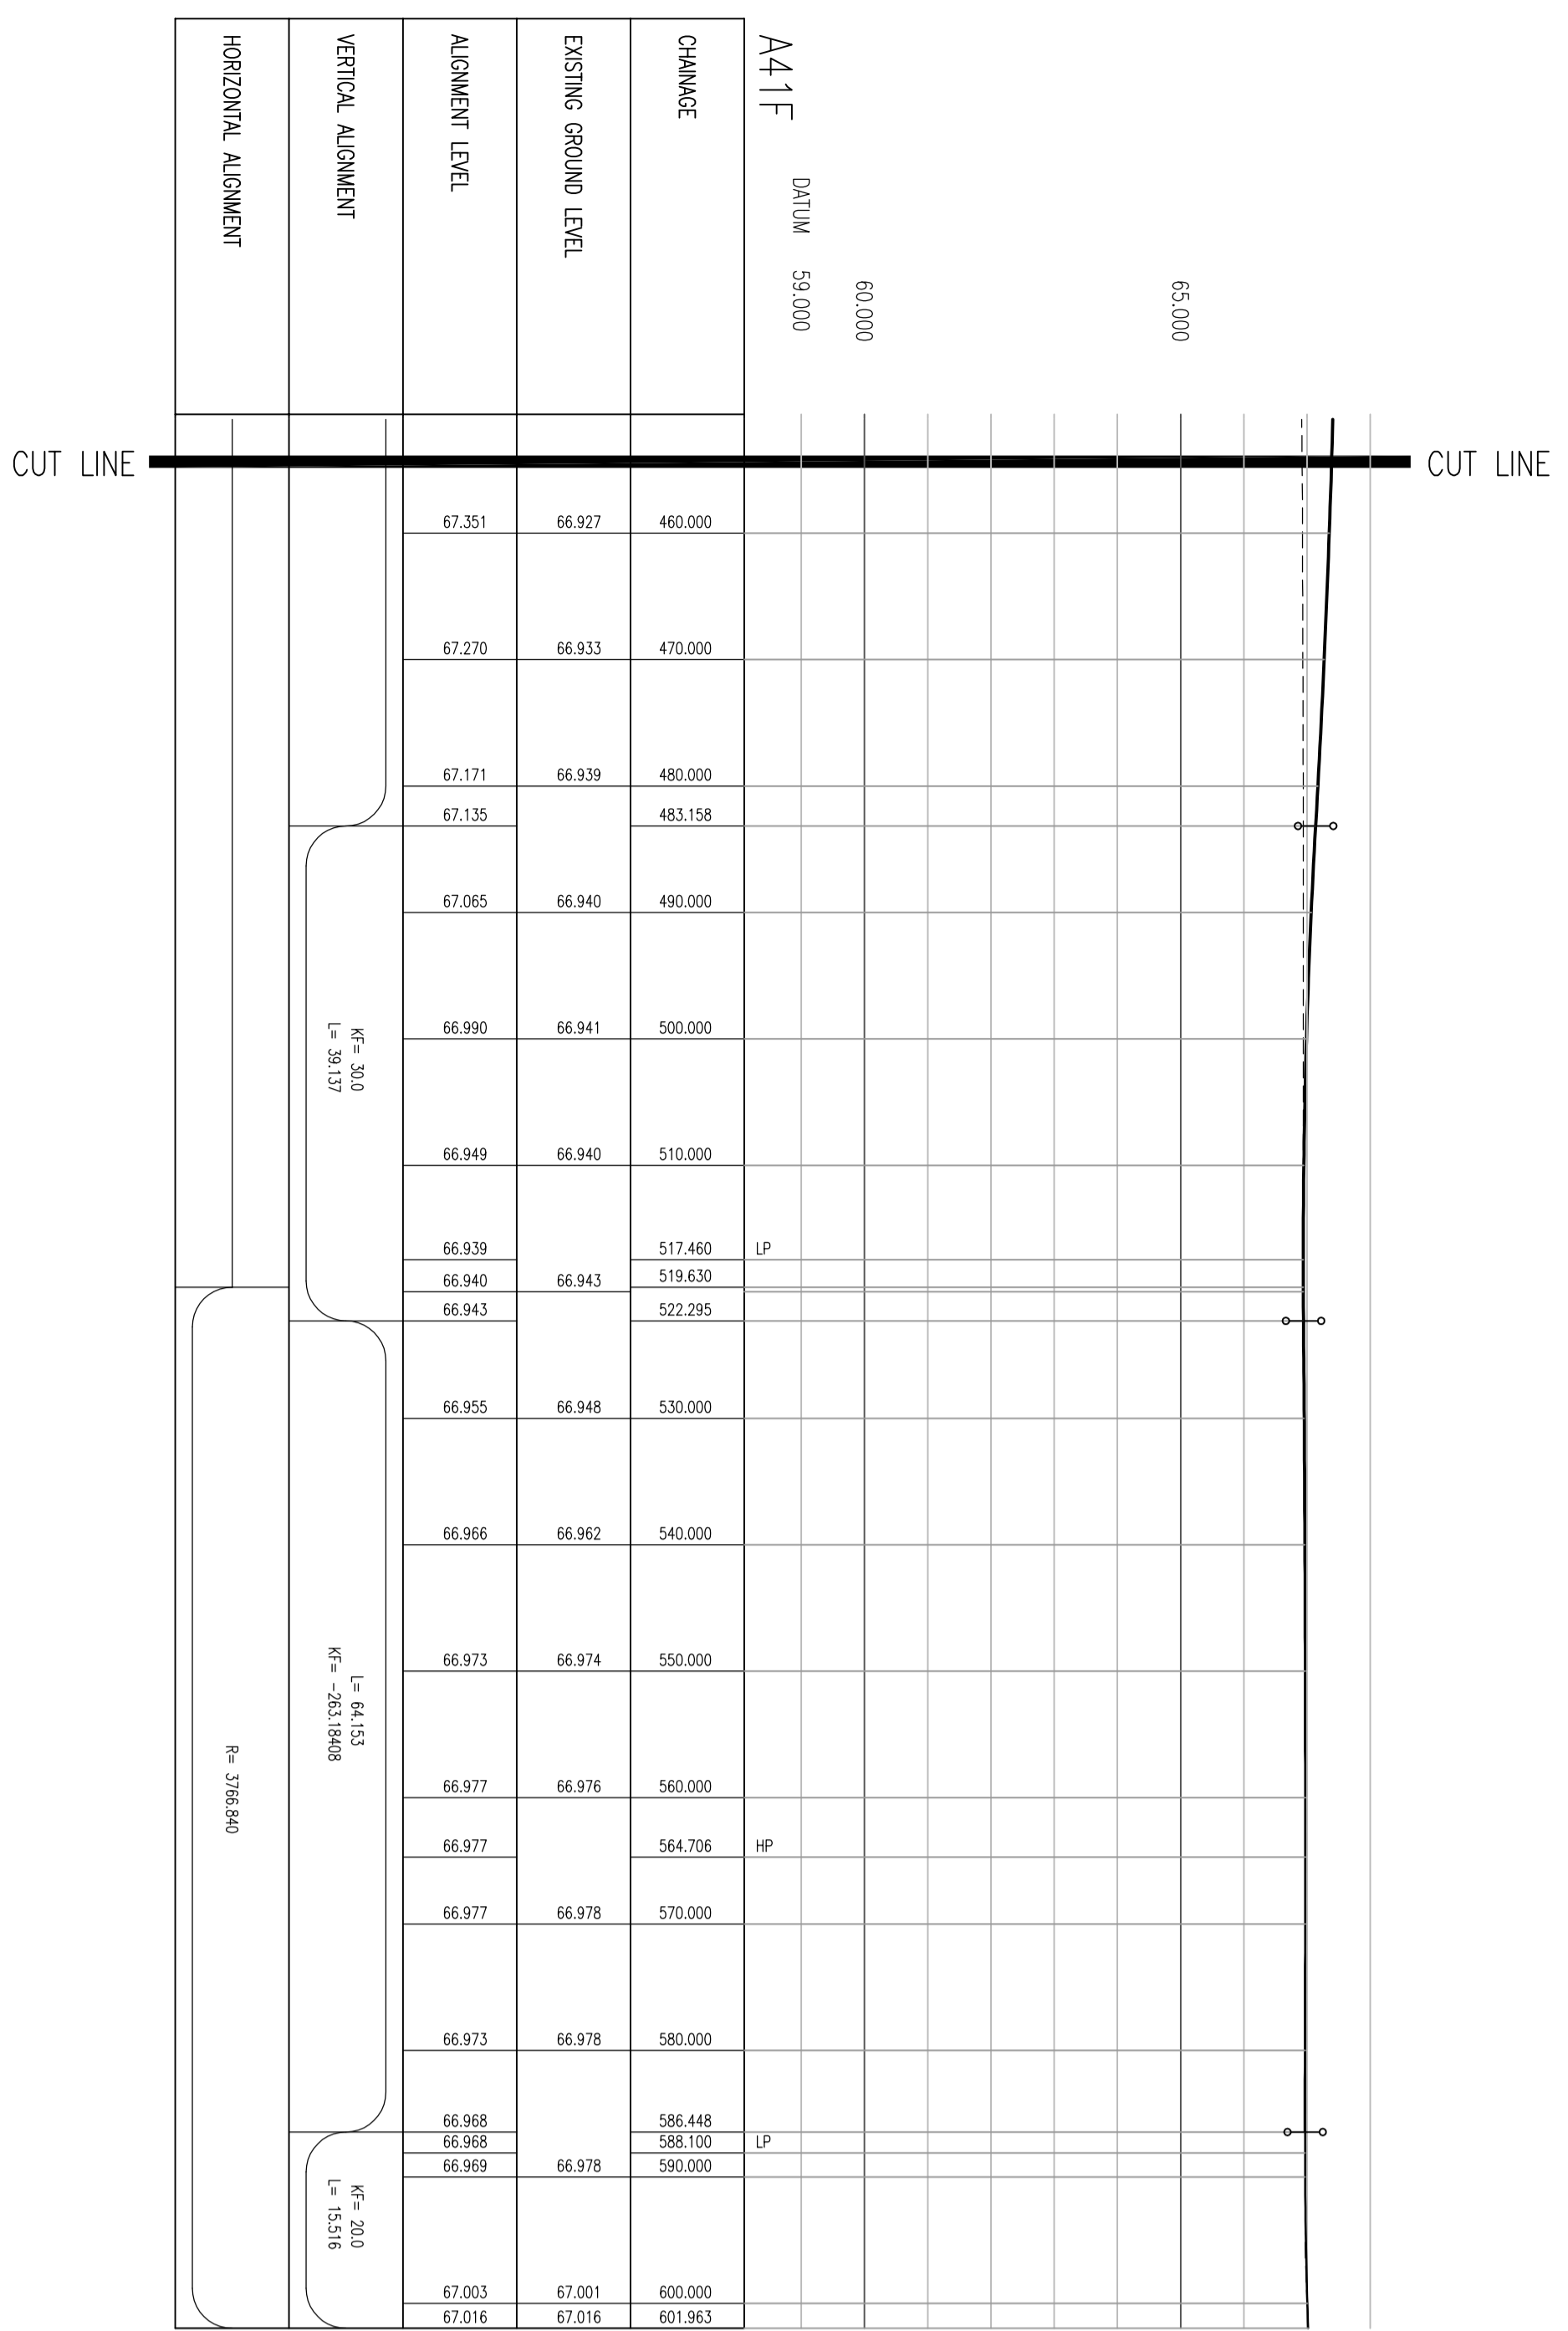 A41F
DATUM 59.000
60.000
65.000
CHAINAGE
EXISTING GROUND LEVEL
ALIGNMENT LEVEL
VERTICAL ALIGNMENT
HORIZONTAL ALIGNMENT
CUT LINE CUT LINE
67.351 66.927 460.000
67.270 66.933 470.000
67.171 66.939 480.000
67.135 483.158
67.065 66.940 490.000
66.990 66.941 500.000
KF= 30.0
L= 39.137
66.949 66.940 510.000
66.939 517.460 LP
66.940 66.943 519.630
66.943 522.295
66.955 66.948 530.000
66.966 66.962 540.000
66.973 66.974 550.000
L= 64.153
KF= -263.18408
R= 3766.840
66.977 66.976 560.000
66.977 564.706 HP
66.977 66.978 570.000
66.973 66.978 580.000
66.968 586.448
66.968 588.100 LP
66.969 66.978 590.000
KF= 20.0
L= 15.516
67.003 67.001 600.000
67.016 67.016 601.963